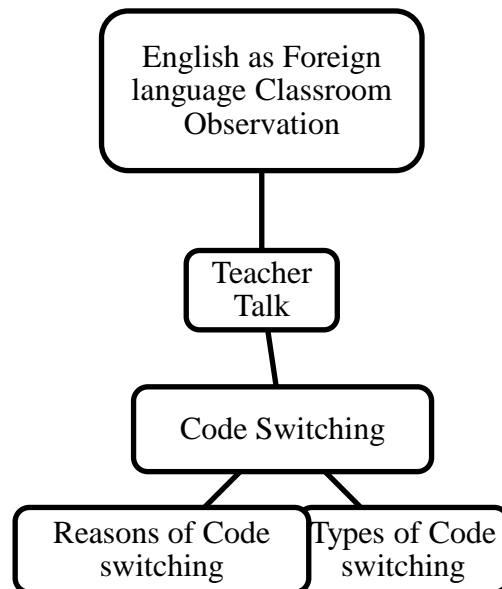 English as Foreign
language Classroom
Observation
Teacher
Talk
Code Switching
Reasons of Code
switching
Types of Code
switching